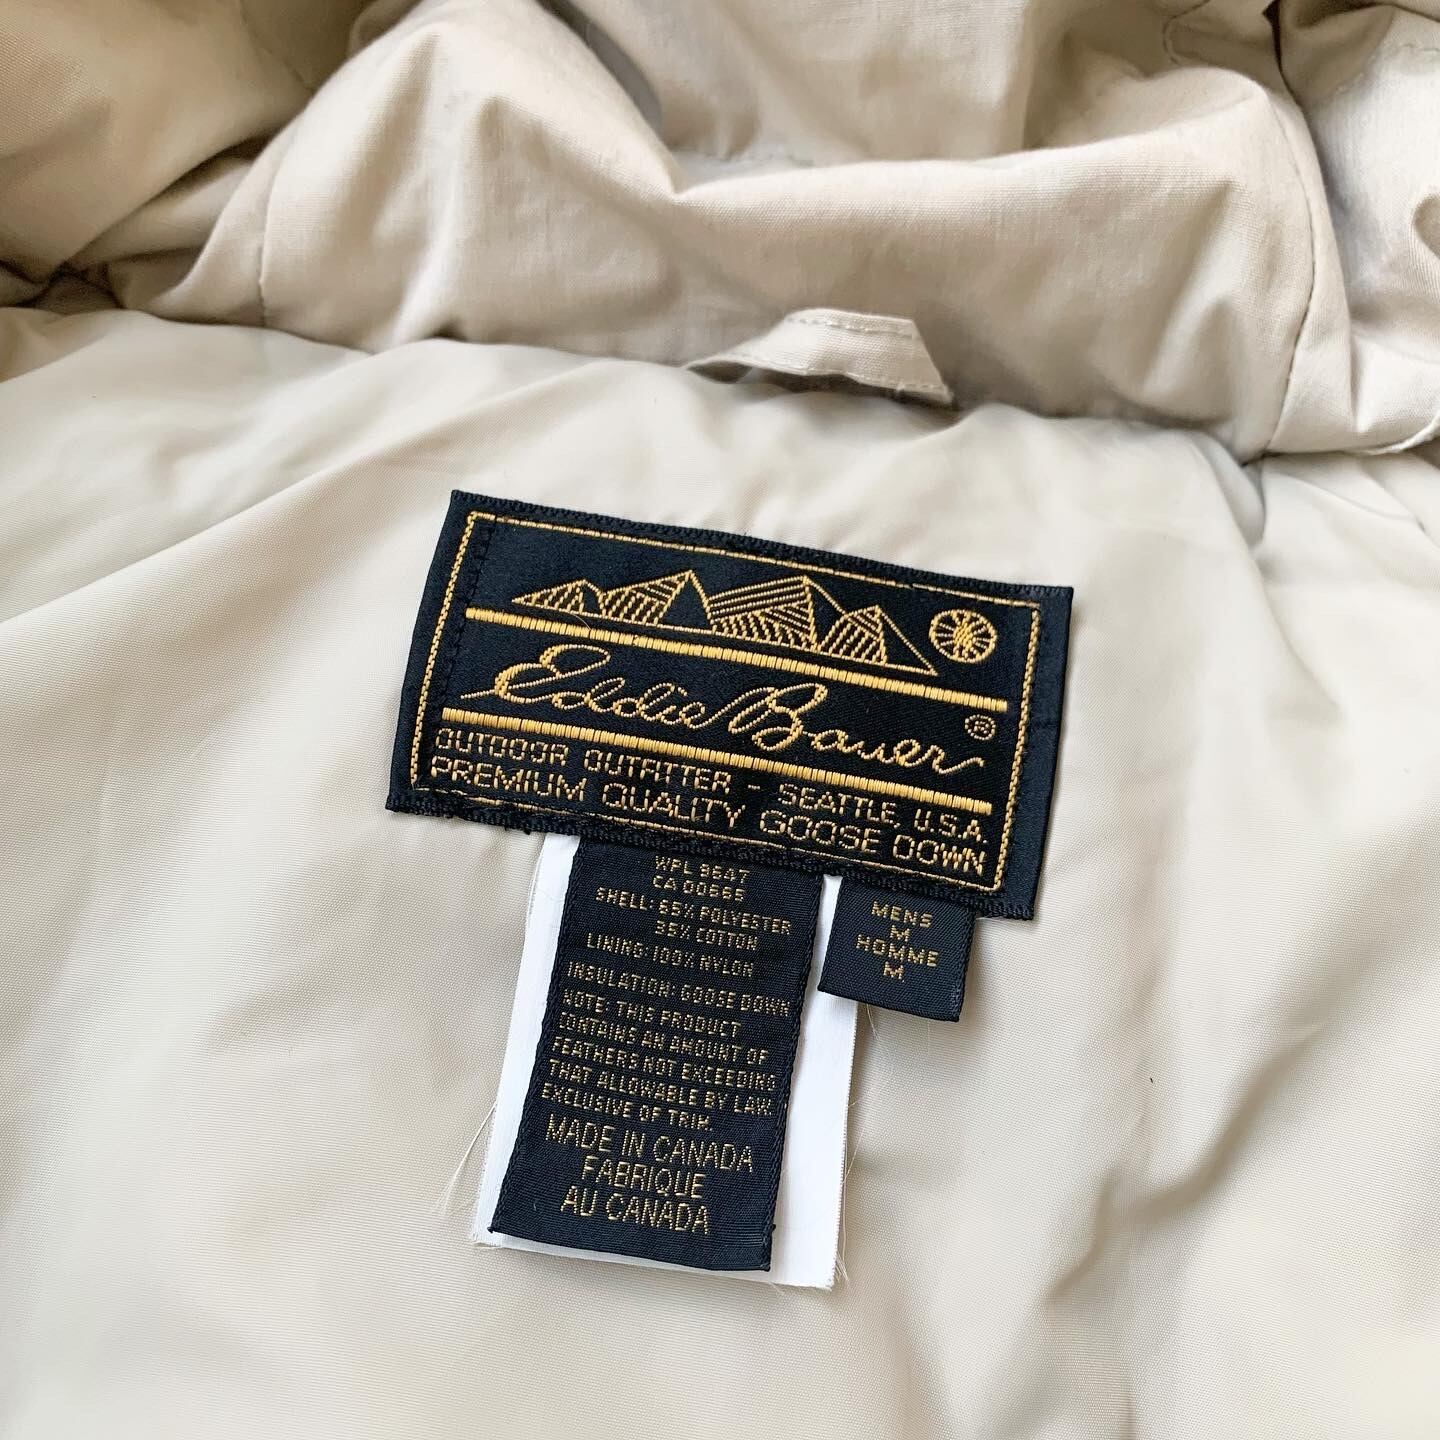 Eddie Bauer ®
OUTDOOR OUTFITTER - SEATTLE, U.S.A.
PREMIUM QUALITY GOOSE DOWN
WPL 9647
CA 00665
SHELL: 65% POLYESTER
35% COTTON
LINING: 100% NYLON
INSULATION: GOOSE DOWN
NOTE: THIS PRODUCT
CONTAINS AN AMOUNT OF
FEATHERS NOT EXCEEDING
THAT ALLOWABLE BY LAW
EXCLUSIVE OF TRIM.
MADE IN CANADA
FABRIQUE
AU CANADA
MENS
M
HOMME
M